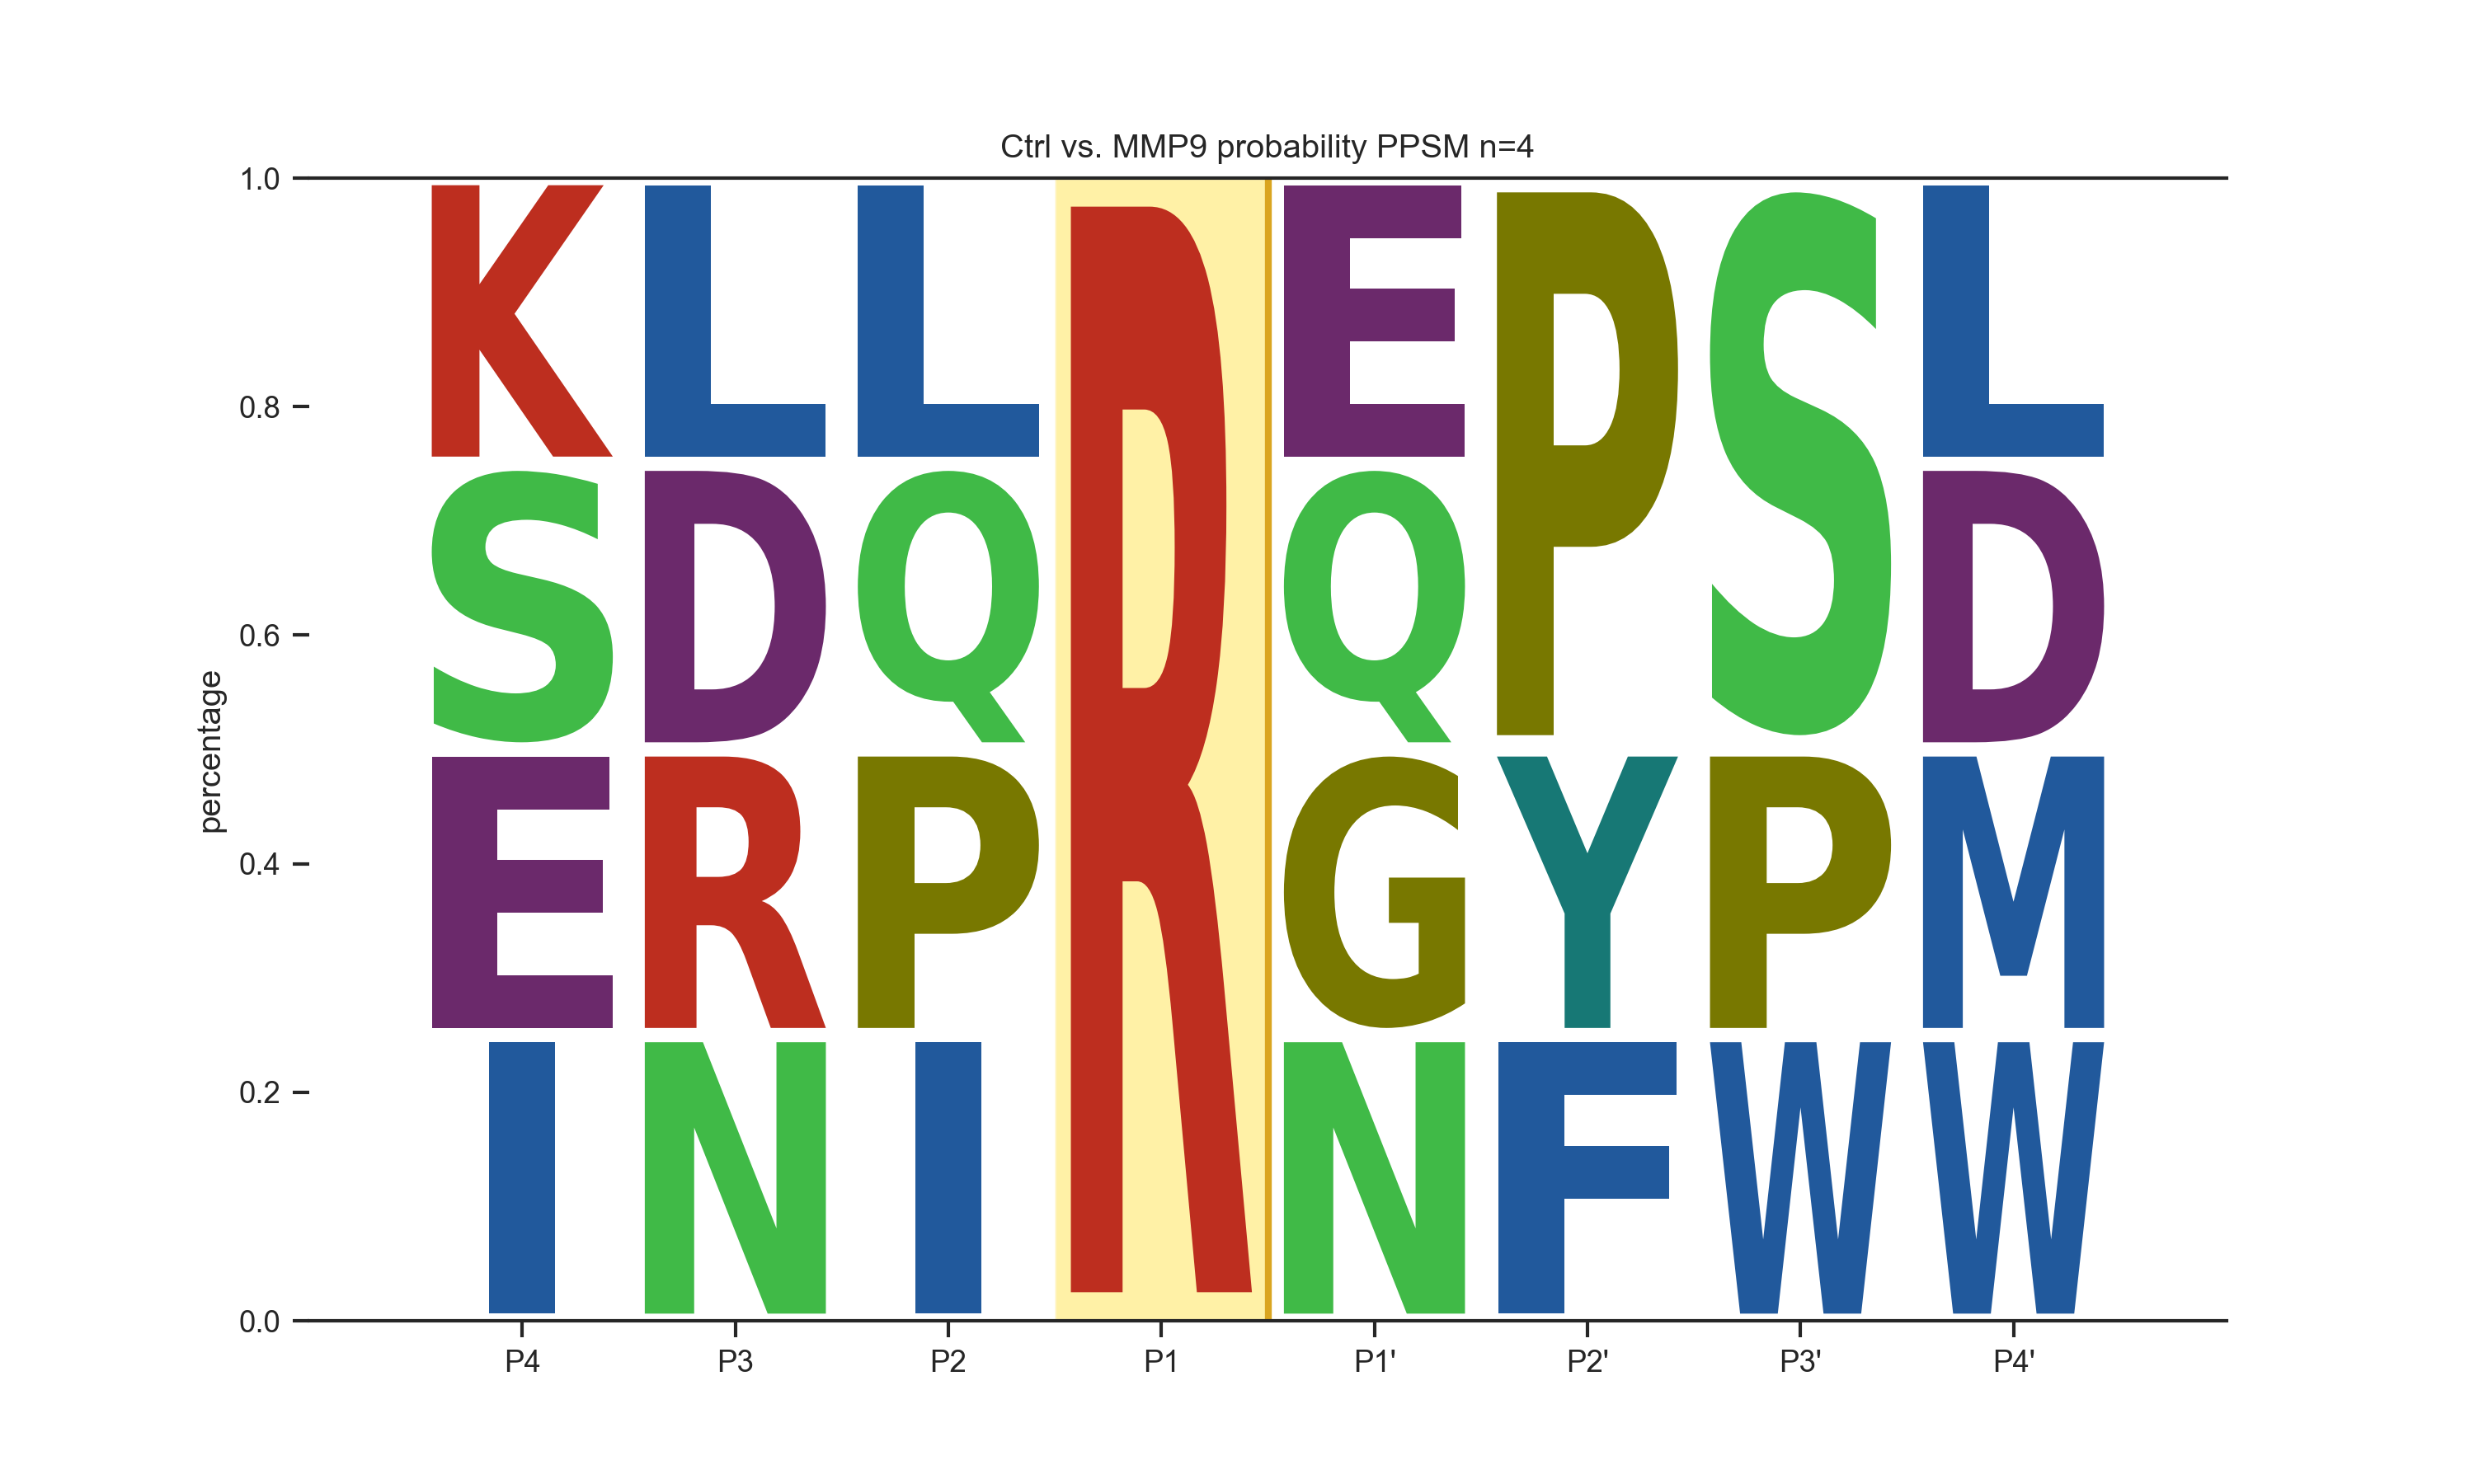 Ctrl vs. MMP9 probability PPSM n=4
percentage
1.0
0.8
0.6
0.4
0.2
0.0
K L L R E P S L
S D Q Q D
E R P G Y P M
I N I N F W W
P4 P3 P2 P1 P1' P2' P3' P4'